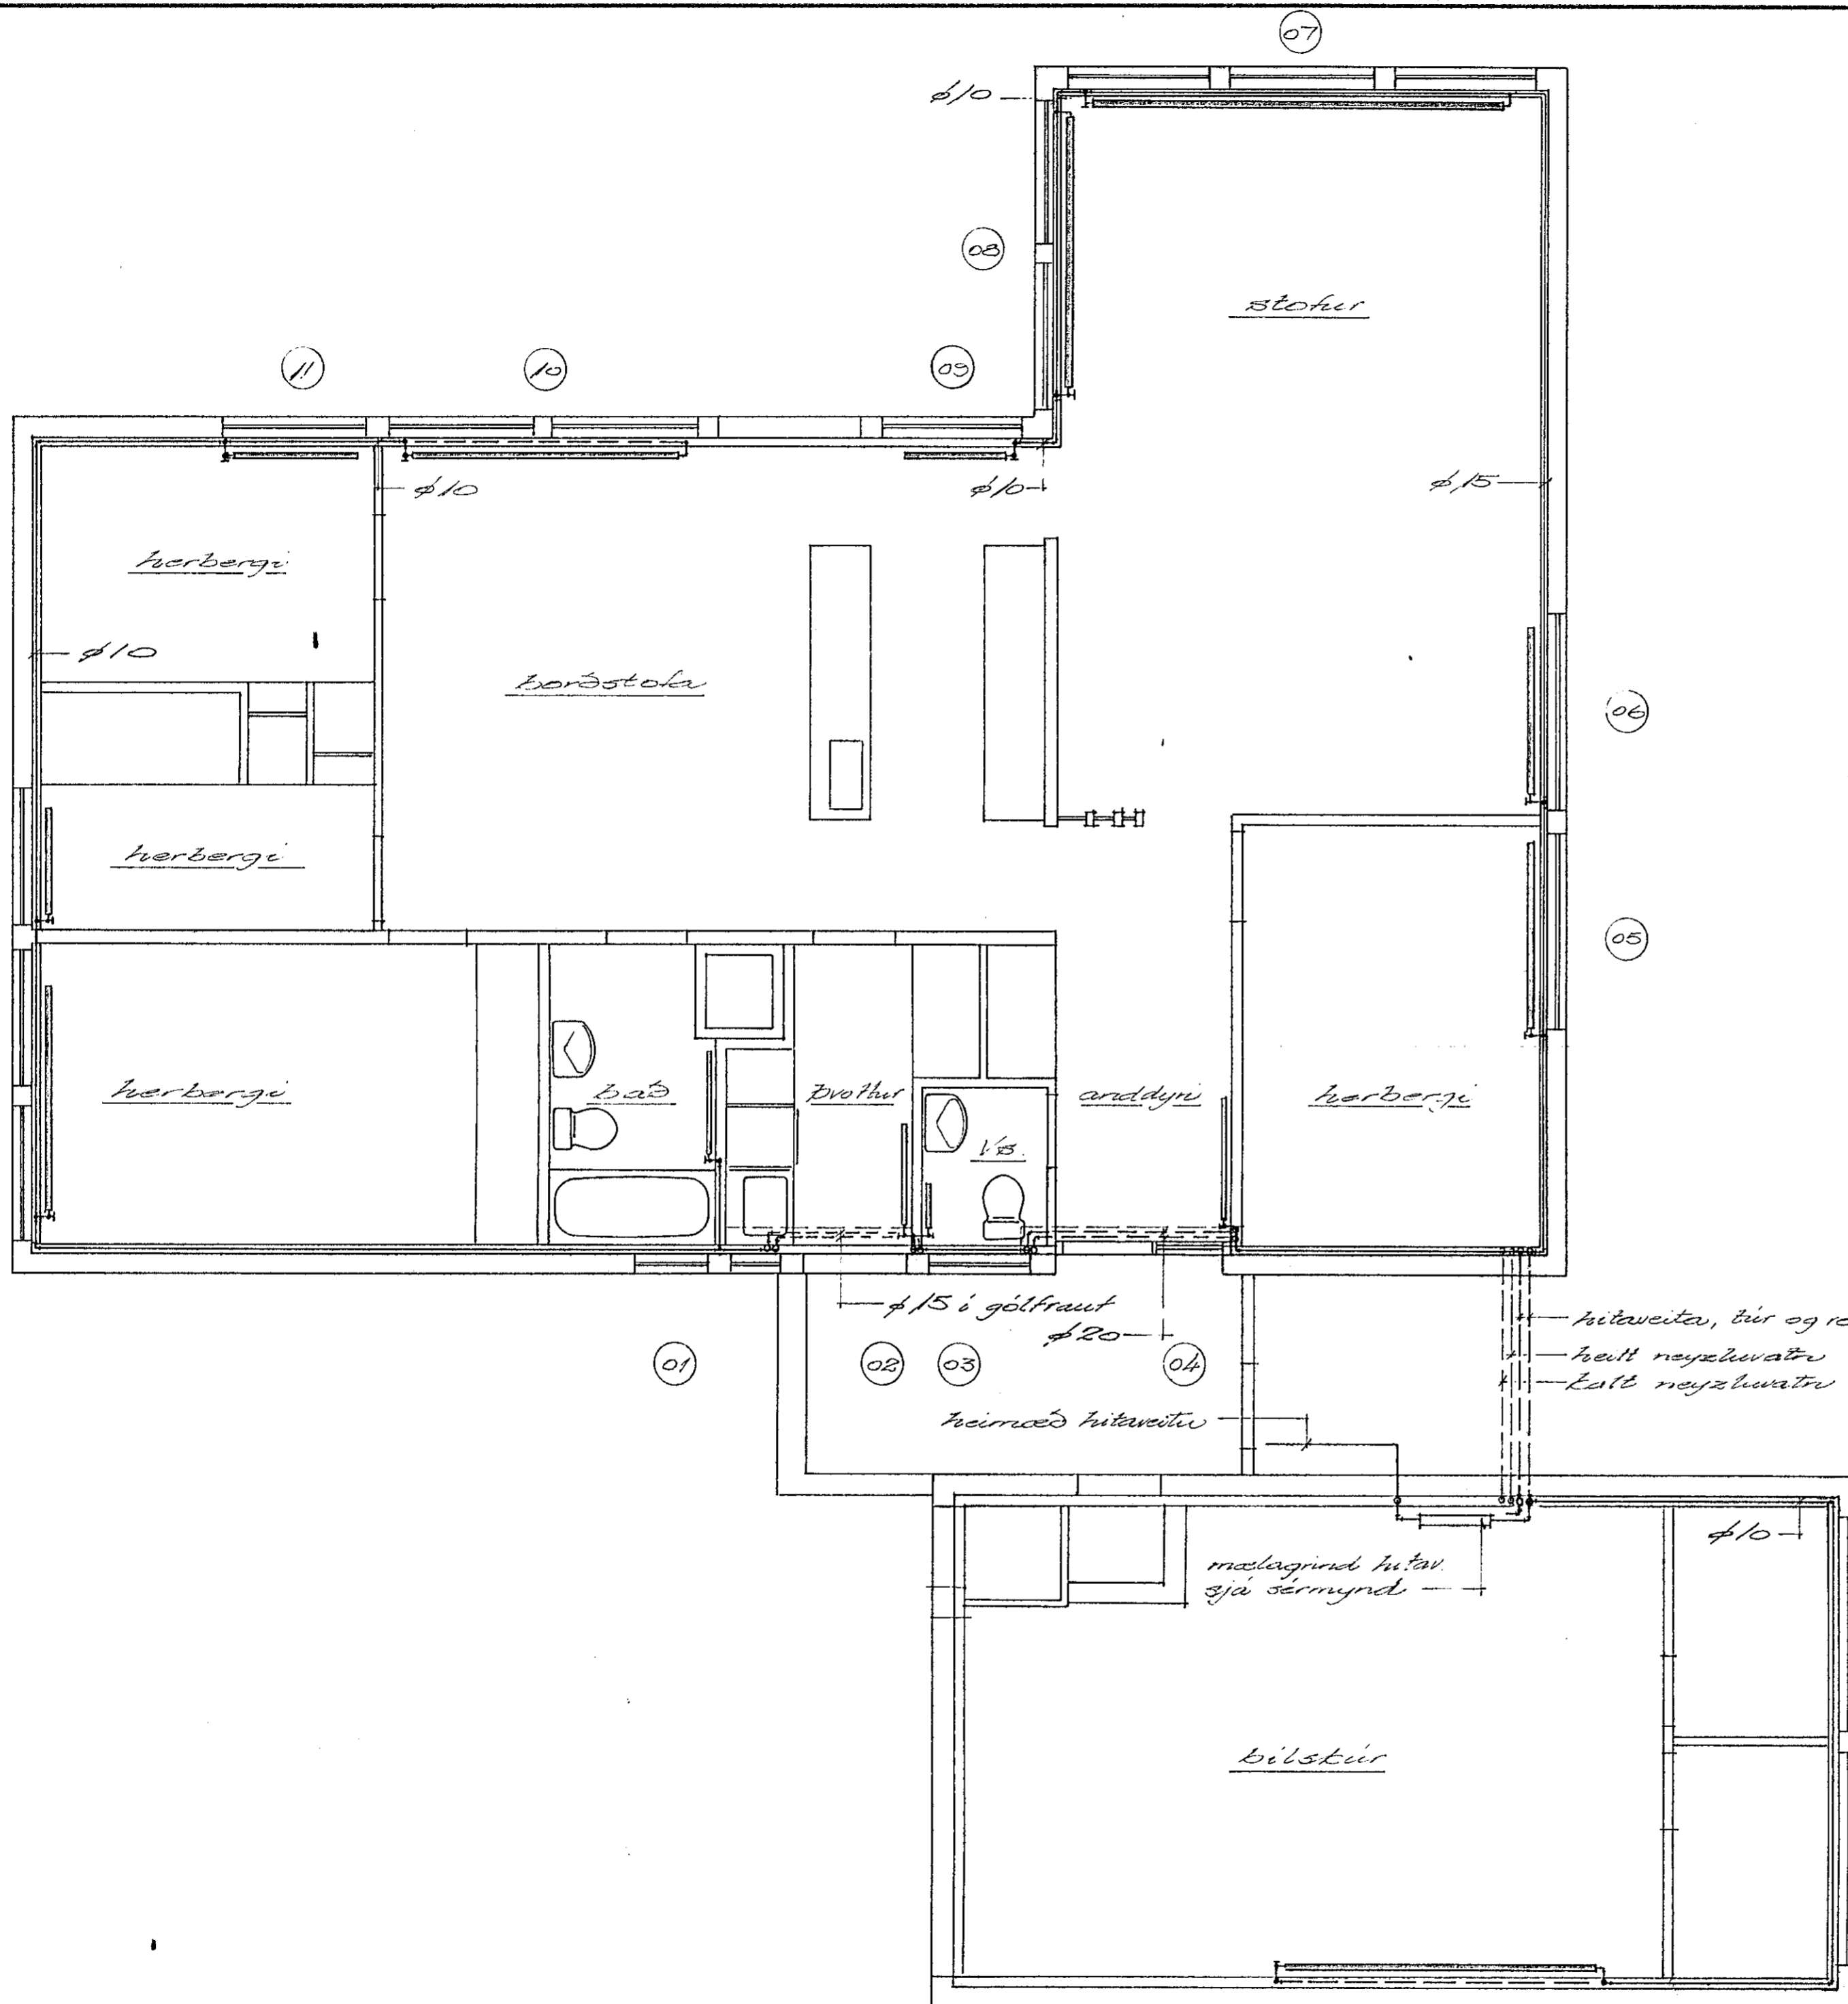 07
ø10
08
stofur
11
10
09
ø10
ø10
ø15
herbergi
ø10
borðstofa
06
herbergi
05
herbergi
bað
þvottur
anddyri
herbergi
ø15 í gólfraut
ø20
hitaveita, túr og re
heitt neyzluvatn
kalt neyzluvatn
01
02
03
04
heimæð hitaveitu
ø10
mælagrind hitav.
sjá sérmynd
bílskúr